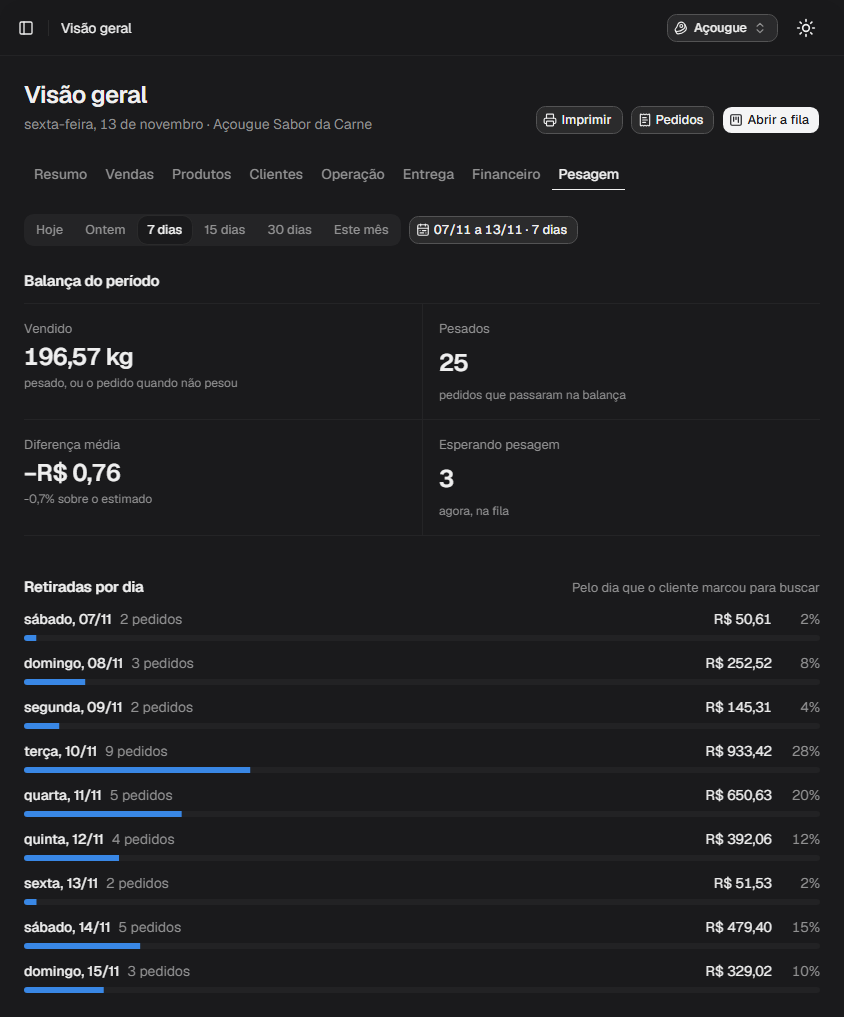 Visão geral
Açougue
Visão geral
sexta-feira, 13 de novembro · Açougue Sabor da Carne
Imprimir
Pedidos
Abrir a fila
Resumo Vendas Produtos Clientes Operação Entrega Financeiro Pesagem
Hoje Ontem 7 dias 15 dias 30 dias Este mês 07/11 a 13/11 · 7 dias
Balança do período
Vendido
196,57 kg
pesado, ou o pedido quando não pesou
Pesados
25
pedidos que passaram na balança
Diferença média
−R$ 0,76
-0,7% sobre o estimado
Esperando pesagem
3
agora, na fila
Retiradas por dia Pelo dia que o cliente marcou para buscar
sábado, 07/11 2 pedidos R$ 50,61 2%
domingo, 08/11 3 pedidos R$ 252,52 8%
segunda, 09/11 2 pedidos R$ 145,31 4%
terça, 10/11 9 pedidos R$ 933,42 28%
quarta, 11/11 5 pedidos R$ 650,63 20%
quinta, 12/11 4 pedidos R$ 392,06 12%
sexta, 13/11 2 pedidos R$ 51,53 2%
sábado, 14/11 5 pedidos R$ 479,40 15%
domingo, 15/11 3 pedidos R$ 329,02 10%